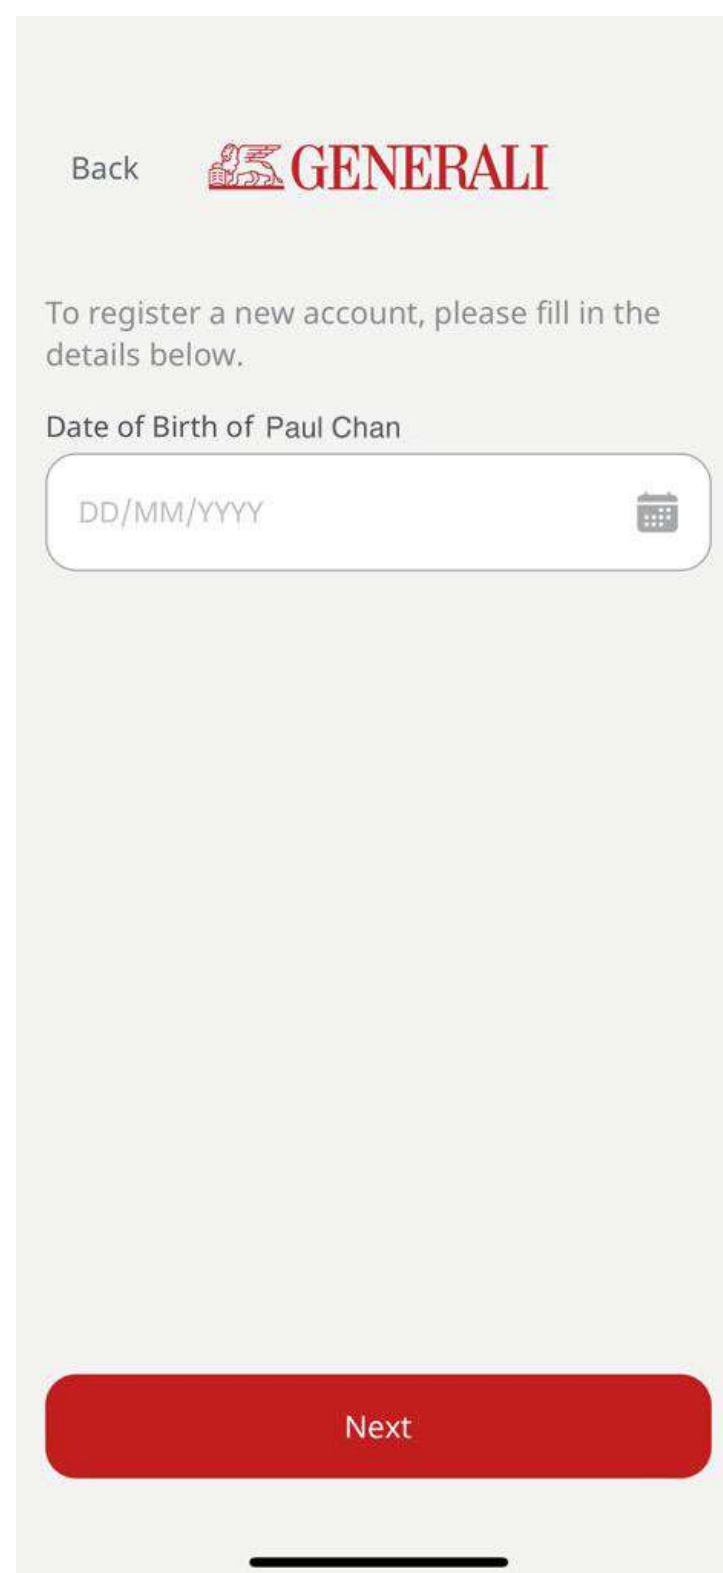 Back
GENERALI
To register a new account, please fill in the
details below.
Date of Birth of Paul Chan
DD/MM/YYYY
Next